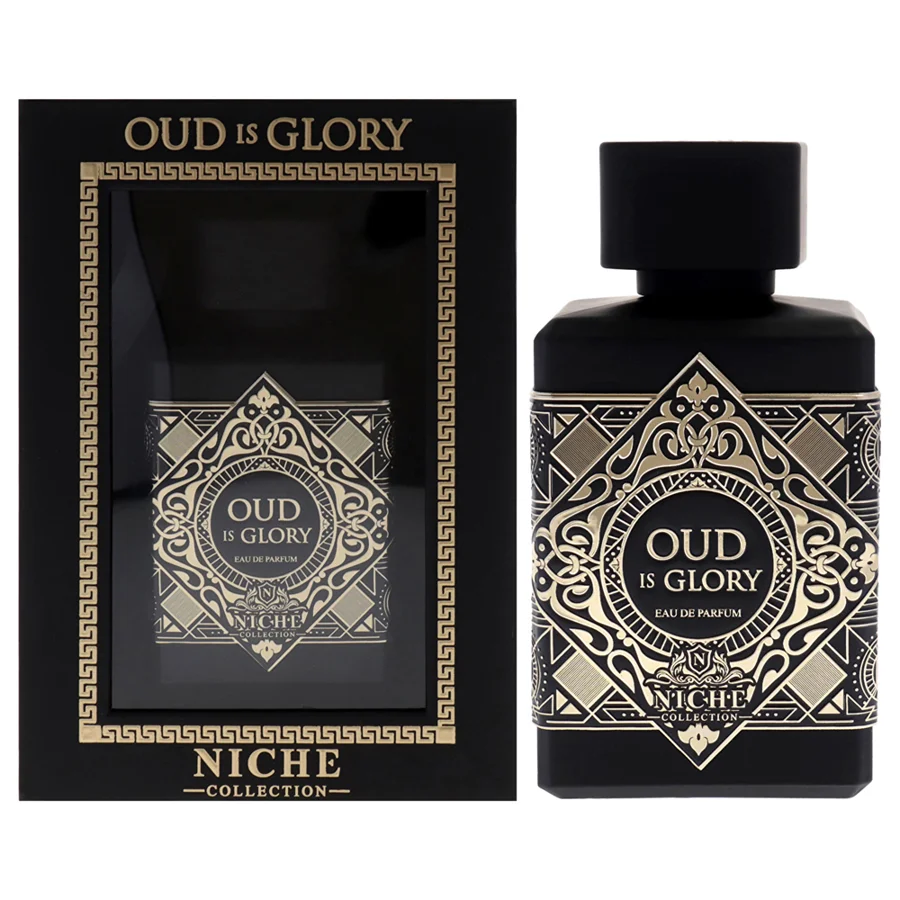 OUD IS GLORY
OUD
IS GLORY
EAU DE PARFUM
N
NICHE
COLLECTION
NICHE
COLLECTION
OUD
IS GLORY
EAU DE PARFUM
N
NICHE
COLLECTION